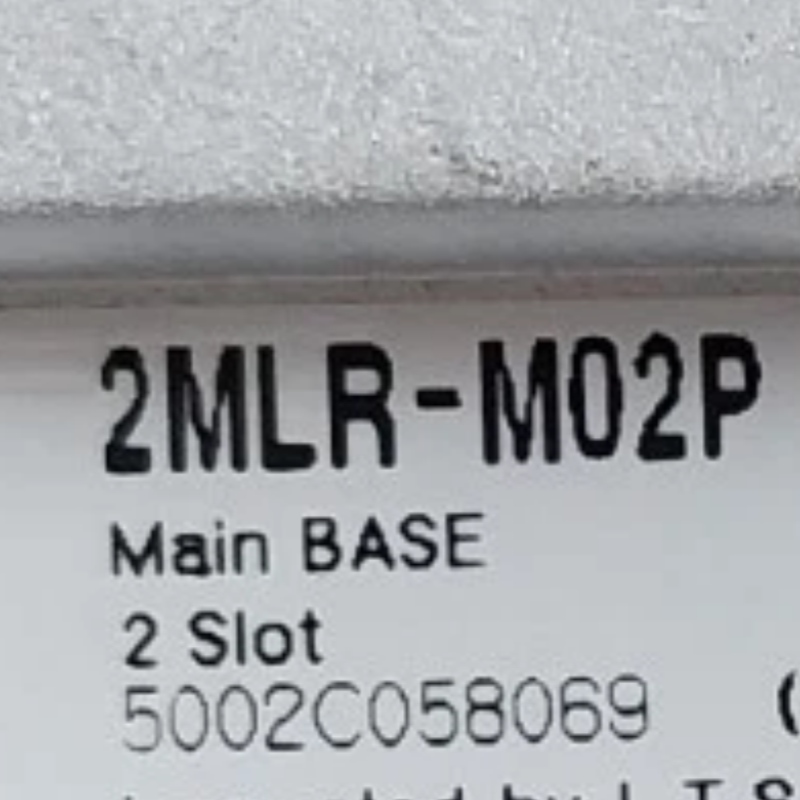 2MLR-M02P
Main BASE
2 Slot
5002C058069